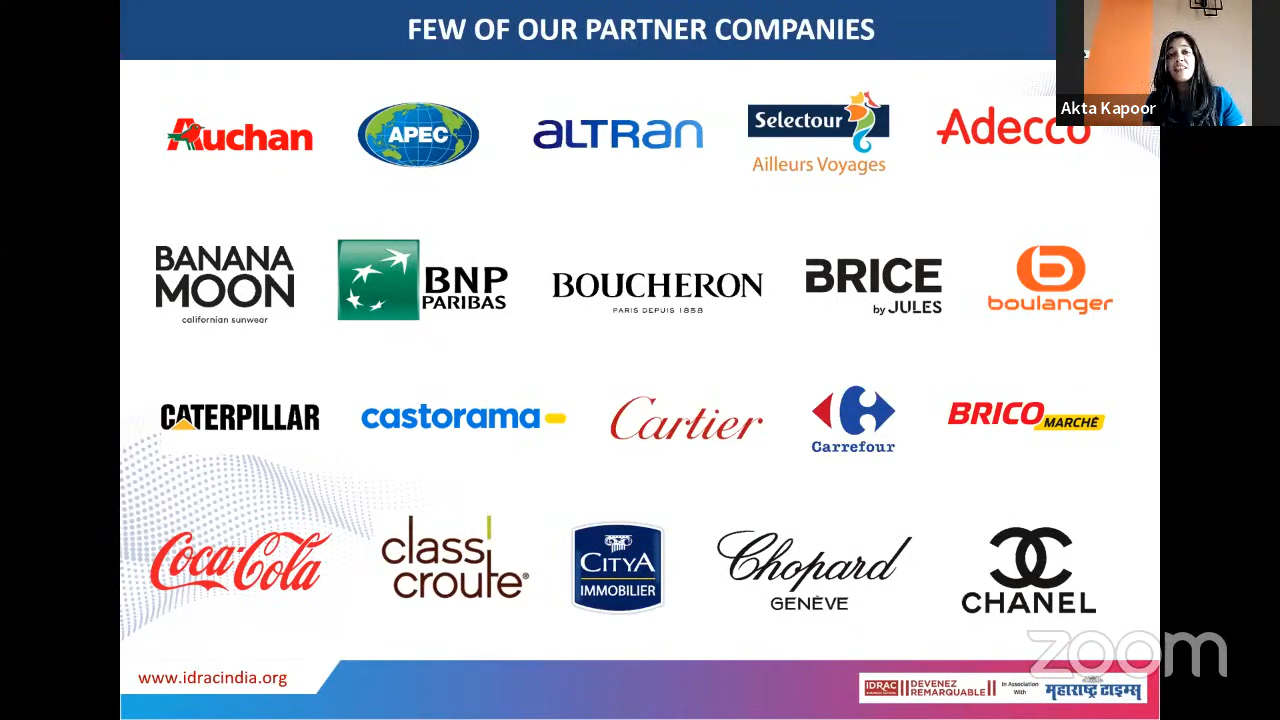 FEW OF OUR PARTNER COMPANIES
Akta Kapoor
Auchan
APEC
ALTRAN
Selectour
Ailleurs Voyages
Adecco
BANANA
MOON
californian sunwear
BNP
PARIBAS
BOUCHERON
PARIS DEPUIS 1858
BRICE
by JULES
b
boulanger
CATERPILLAR
castorama
Cartier
Carrefour
BRICO
MARCHÉ
Coca-Cola
class'
croute®
CITYA
IMMOBILIER
Chopard
GENÈVE
CHANEL
zoom
www.idracindia.org
IDRAC
DEVENEZ
REMARQUABLE
In Association
With
महाराष्ट्र टाइम्स